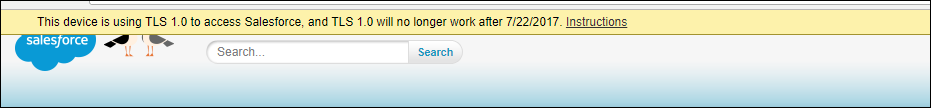 This device is using TLS 1.0 to access Salesforce, and TLS 1.0 will no longer work after 7/22/2017. Instructions
salesforce
Search... Search